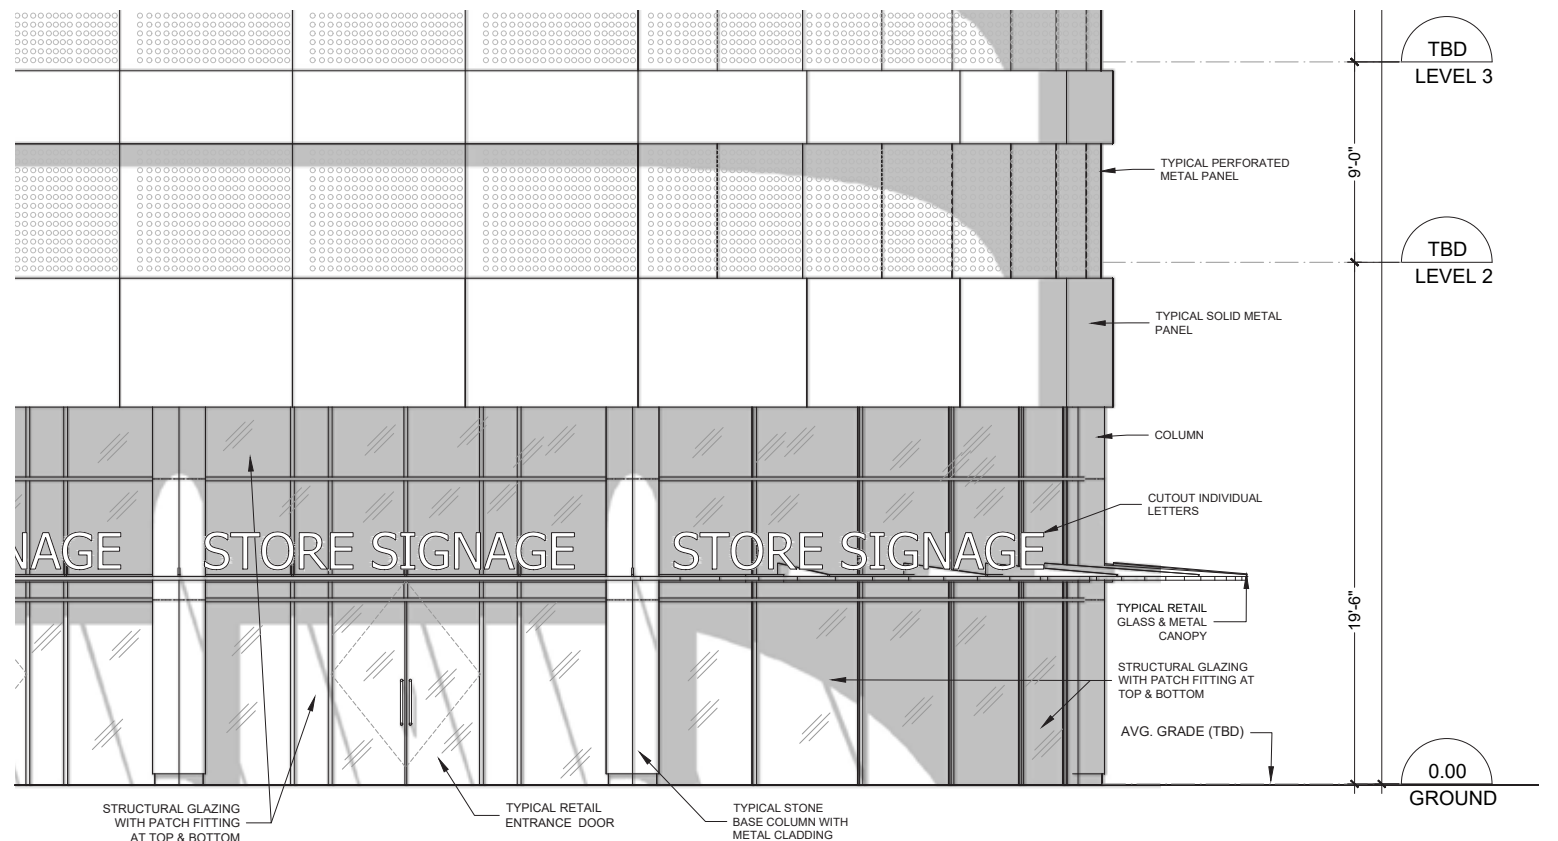 TBD
LEVEL 3
TYPICAL PERFORATED
METAL PANEL
9'-0"
TBD
LEVEL 2
TYPICAL SOLID METAL
PANEL
COLUMN
CUTOUT INDIVIDUAL
LETTERS
NAGE STORE SIGNAGE STORE SIGNAGE
TYPICAL RETAIL
GLASS & METAL
CANOPY
19'-6"
STRUCTURAL GLAZING
WITH PATCH FITTING AT
TOP & BOTTOM
AVG. GRADE (TBD)
0.00
GROUND
STRUCTURAL GLAZING
WITH PATCH FITTING
AT TOP & BOTTOM
TYPICAL RETAIL
ENTRANCE DOOR
TYPICAL STONE
BASE COLUMN WITH
METAL CLADDING